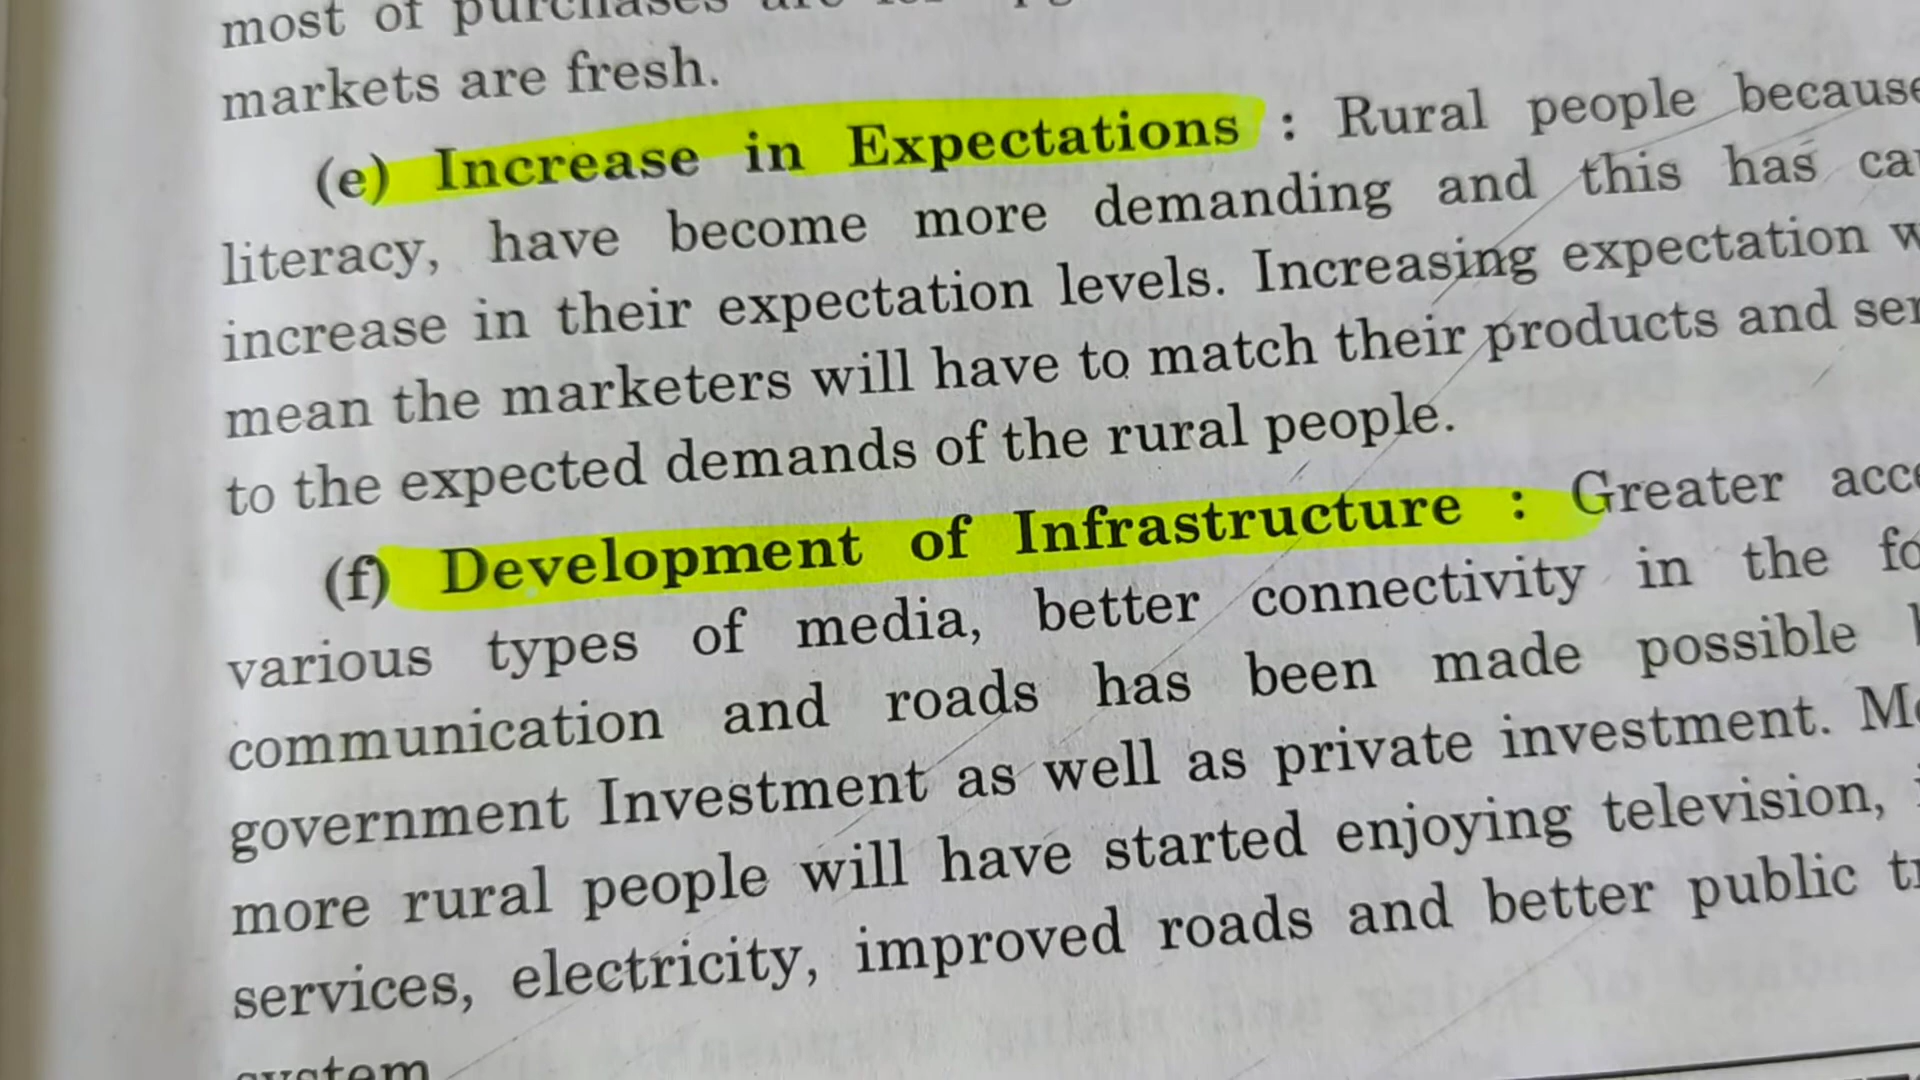 most of purchases are
markets are fresh.
(e) Increase in Expectations : Rural people because
literacy, have become more demanding and this has
increase in their expectation levels. Increasing expectation
mean the marketers will have to match their products and
to the expected demands of the rural people.
(f) Development of Infrastructure : Greater
various types of media, better connectivity in the
communication and roads has been made possible
government Investment as well as private investment.
more rural people will have started enjoying television,
services, electricity, improved roads and better public
system